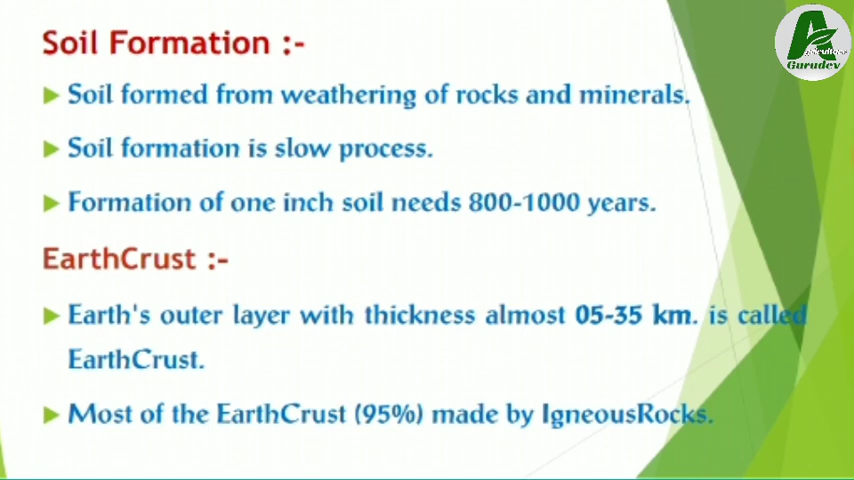 Soil Formation :-
Soil formed from weathering of rocks and minerals.
Soil formation is slow process.
Formation of one inch soil needs 800-1000 years.
EarthCrust :-
Earth's outer layer with thickness almost 05-35 km. is called
EarthCrust.
Most of the EarthCrust (95%) made by IgneousRocks.
A
Gurudev